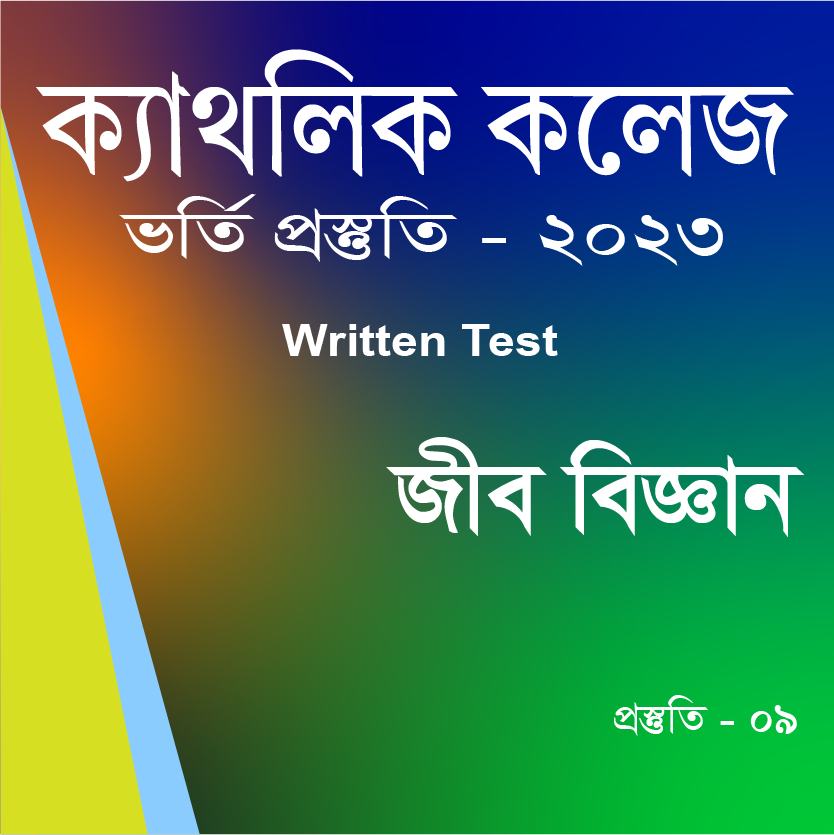 ক্যাথলিক কলেজ
ভর্তি প্রস্তুতি - ২০২৩
Written Test
জীব বিজ্ঞান
প্রস্তুতি - ০৯